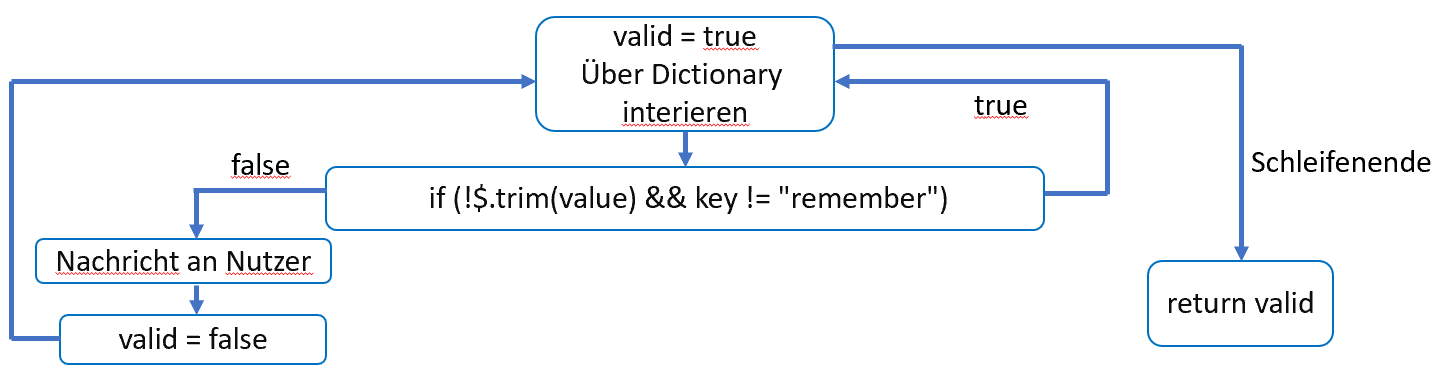 valid = true
Über Dictionary
interieren
true
false
Schleifenende
if (!$.trim(value) && key != "remember")
Nachricht an Nutzer
return valid
valid = false